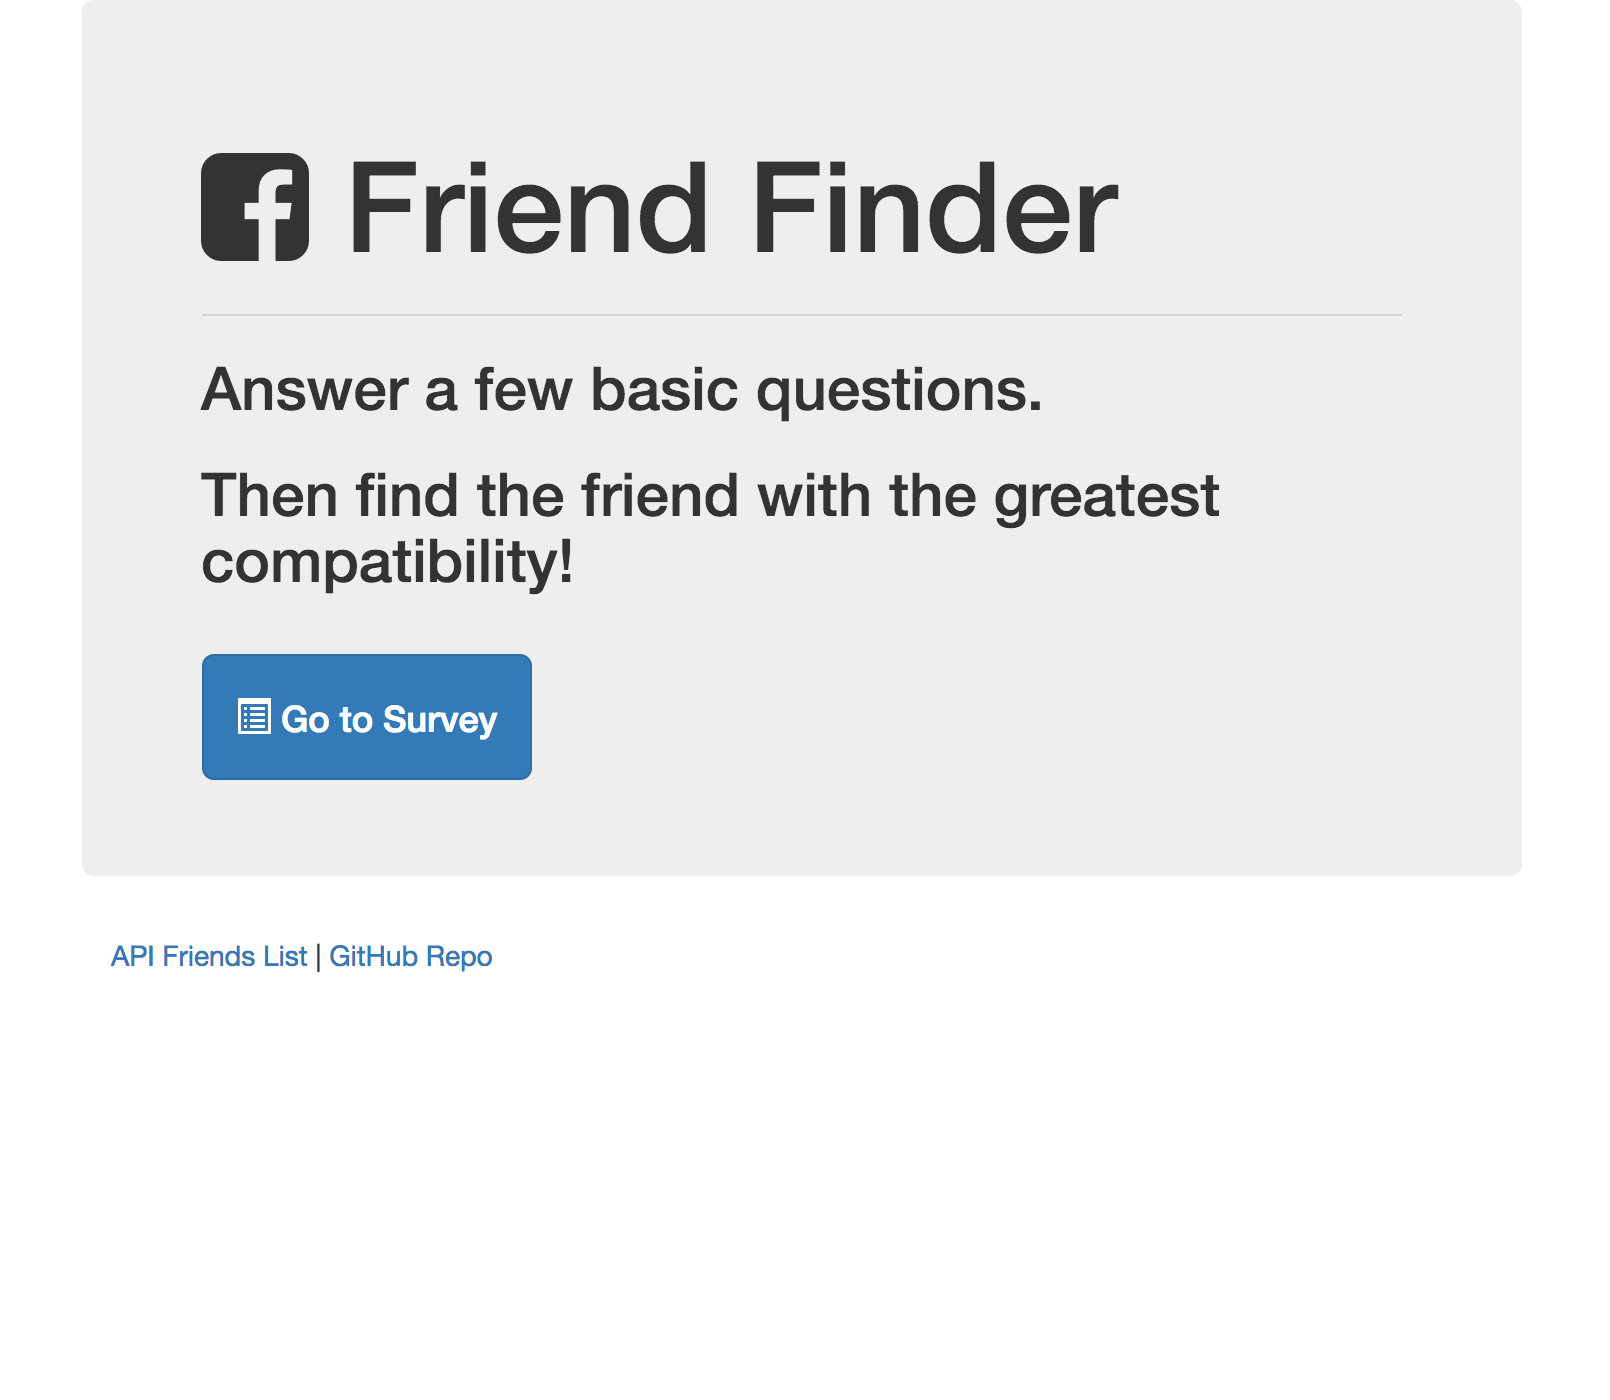 Friend Finder
Answer a few basic questions.
Then find the friend with the greatest
compatibility!
Go to Survey
API Friends List | GitHub Repo